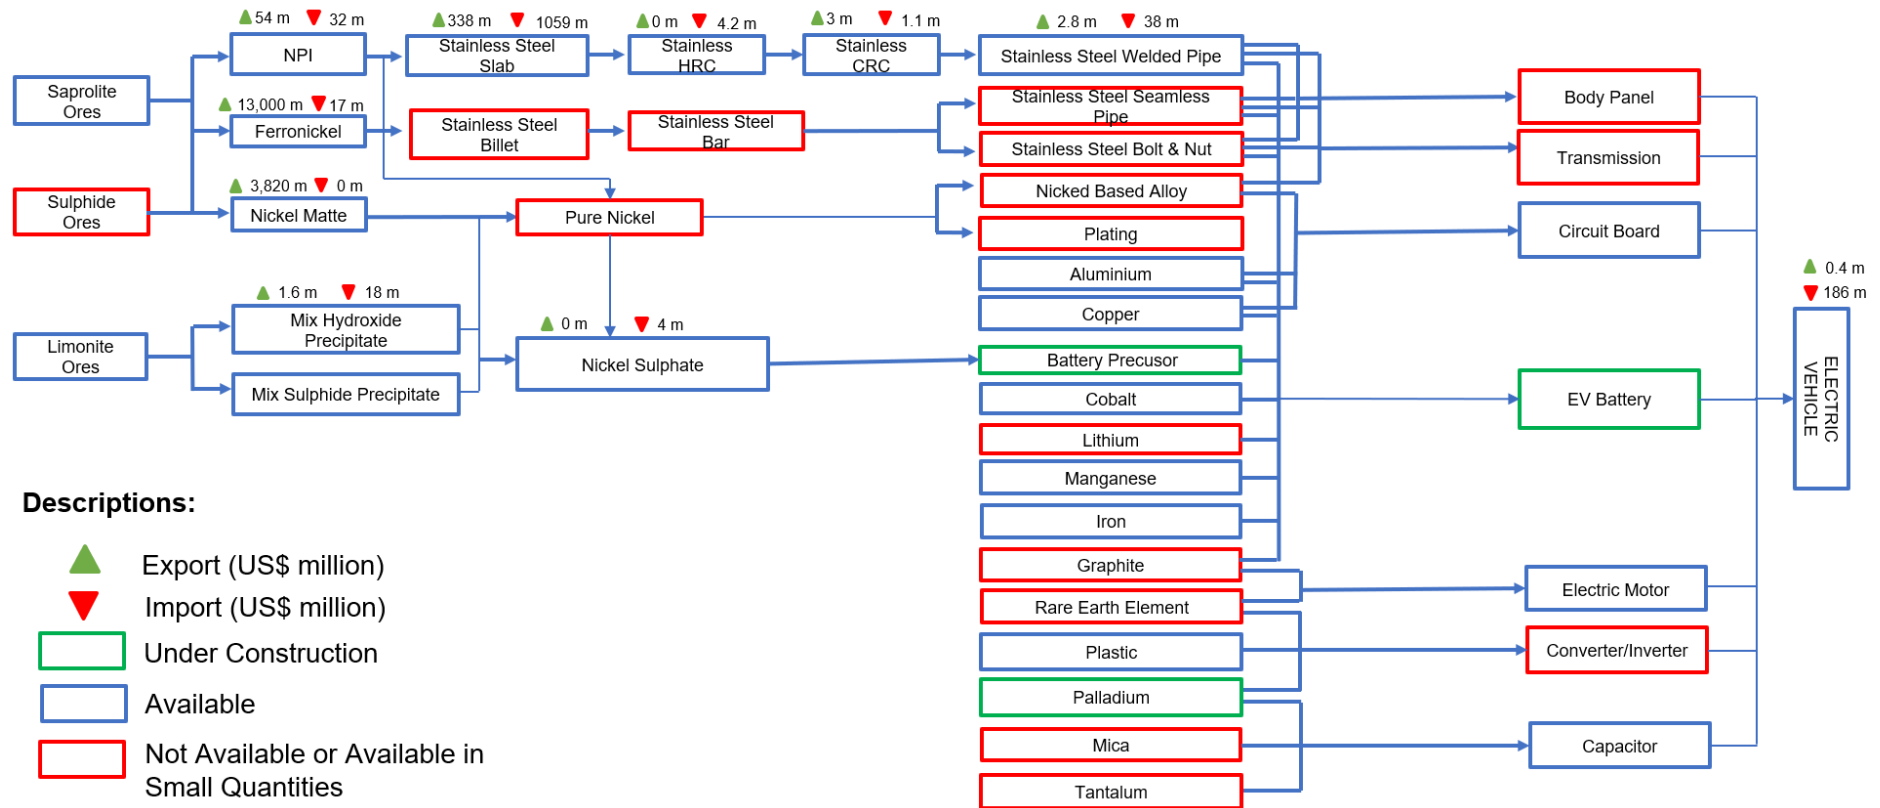 54 m 32 m
338 m 1059 m
0 m 4.2 m
3 m 1.1 m
2.8 m 38 m
NPI
Stainless Steel
Slab
Stainless
HRC
Stainless
CRC
Stainless Steel Welded Pipe
Saprolite
Ores
13,000 m 17 m
Ferronickel
Stainless Steel
Billet
Stainless Steel
Bar
Stainless Steel Seamless
Pipe
Stainless Steel Bolt & Nut
Body Panel
Transmission
Sulphide
Ores
3,820 m 0 m
Nickel Matte
Pure Nickel
Nicked Based Alloy
Plating
Circuit Board
Aluminium
Copper
1.6 m 18 m
Mix Hydroxide
Precipitate
Limonite
Ores
Mix Sulphide Precipitate
0 m 4 m
Nickel Sulphate
Battery Precusor
Cobalt
Lithium
Manganese
Iron
Graphite
Rare Earth Element
Plastic
Palladium
Mica
Tantalum
EV Battery
Electric Motor
Converter/Inverter
Capacitor
0.4 m
186 m
ELECTRIC
VEHICLE
Descriptions:
Export (US$ million)
Import (US$ million)
Under Construction
Available
Not Available or Available in
Small Quantities